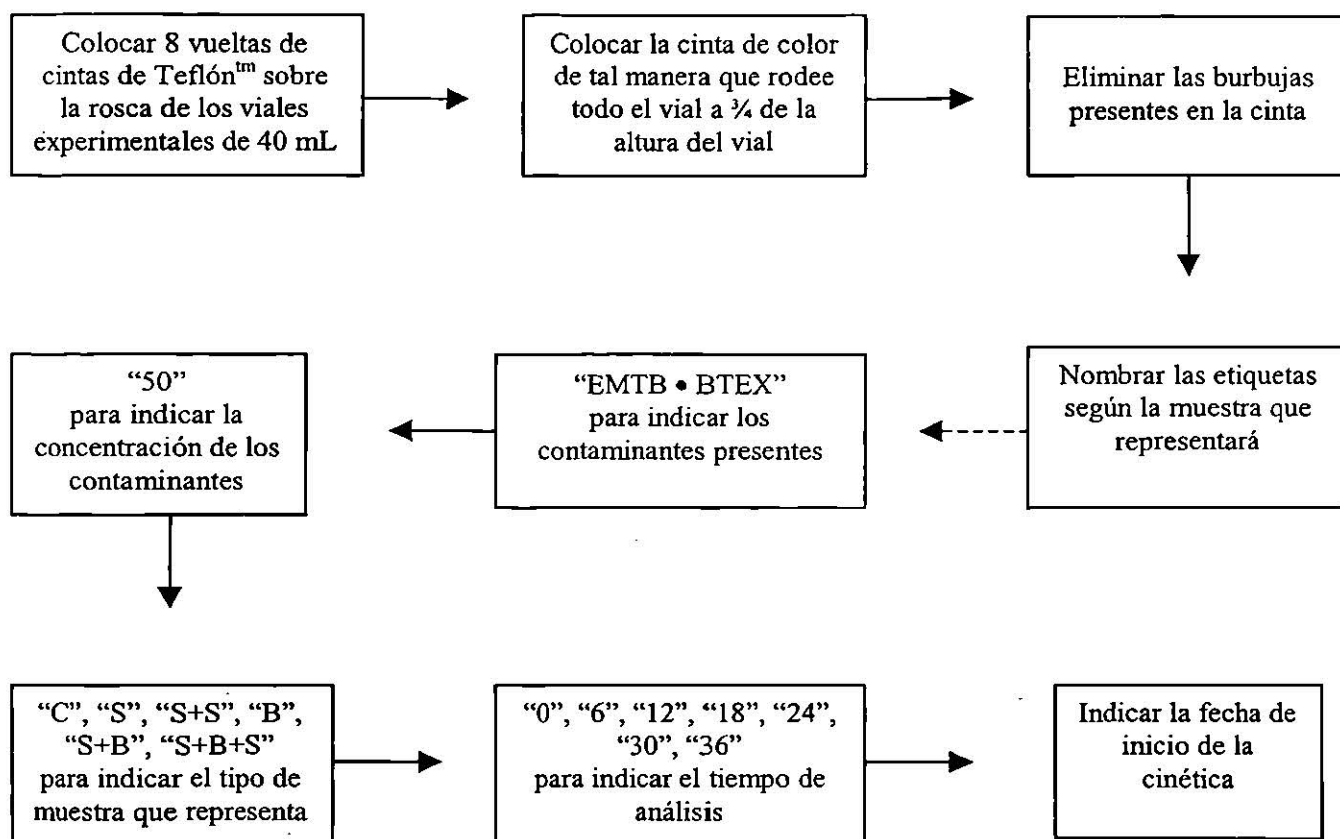 Colocar 8 vueltas de
cintas de Teflón™ sobre
la rosca de los viales
experimentales de 40 mL
Colocar la cinta de color
de tal manera que rodee
todo el vial a ¾ de la
altura del vial
Eliminar las burbujas
presentes en la cinta
Nombrar las etiquetas
según la muestra que
representará
“EMTB • BTEX”
para indicar los
contaminantes presentes
“50”
para indicar la
concentración de los
contaminantes
“C”, “S”, “S+S”, “B”,
“S+B”, “S+B+S”
para indicar el tipo de
muestra que representa
“0”, “6”, “12”, “18”, “24”,
“30”, “36”
para indicar el tiempo de
análisis
Indicar la fecha de
inicio de la
cinética